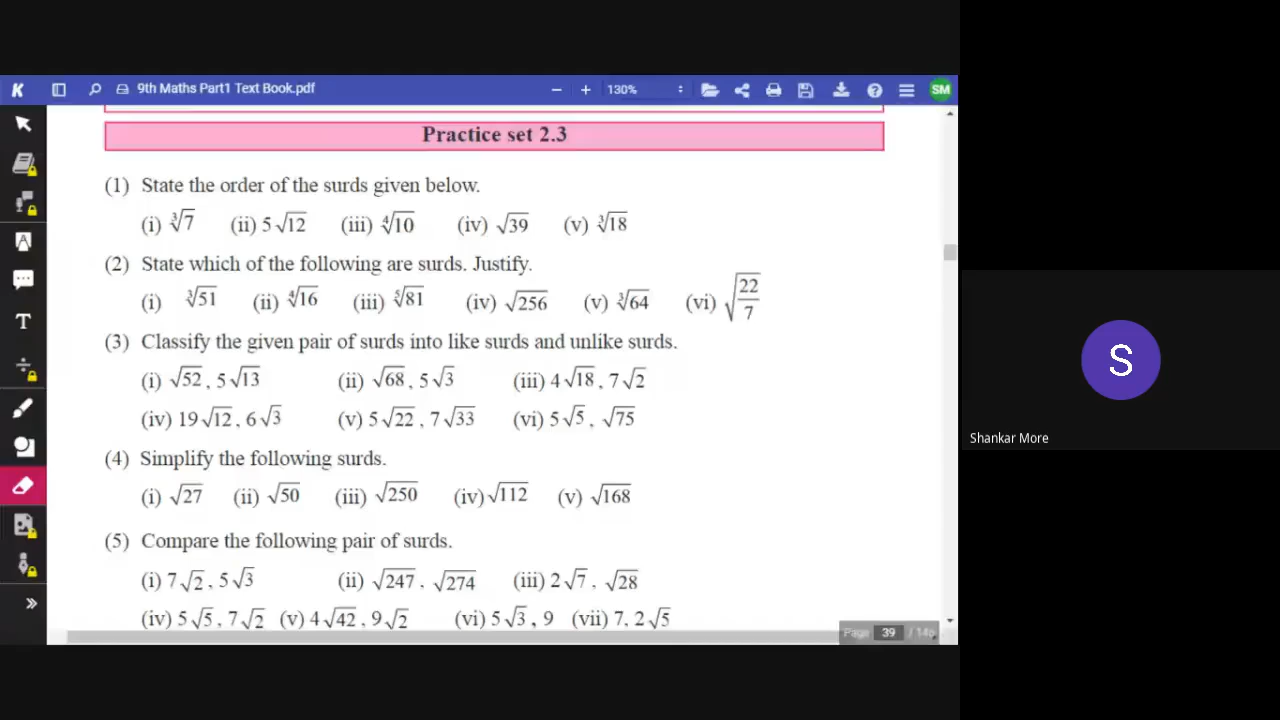 K 9th Maths Part1 Text Book.pdf − + 130% SM
Practice set 2.3
(1) State the order of the surds given below.
(i) ∛7 (ii) 5√12 (iii) ∜10 (iv) √39 (v) ∛18
(2) State which of the following are surds. Justify.
(i) ∛51 (ii) ∜16 (iii) ⁵√81 (iv) √256 (v) ∛64 (vi) √(22/7)
(3) Classify the given pair of surds into like surds and unlike surds.
(i) √52 , 5√13 (ii) √68 , 5√3 (iii) 4√18 , 7√2
(iv) 19√12 , 6√3 (v) 5√22 , 7√33 (vi) 5√5 , √75
(4) Simplify the following surds.
(i) √27 (ii) √50 (iii) √250 (iv) √112 (v) √168
(5) Compare the following pair of surds.
(i) 7√2 , 5√3 (ii) √247 , √274 (iii) 2√7 , √28
(iv) 5√5 , 7√2 (v) 4√42 , 9√2 (vi) 5√3 , 9 (vii) 7, 2√5
Page 39
S
Shankar More